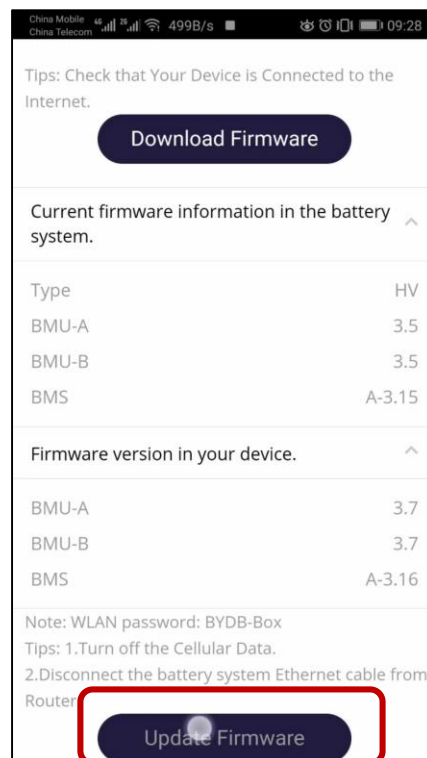 China Mobile 46 26 499B/s 09:28
China Telecom
Tips: Check that Your Device is Connected to the
Internet.
Download Firmware
Current firmware information in the battery
system.
Type HV
BMU-A 3.5
BMU-B 3.5
BMS A-3.15
Firmware version in your device.
BMU-A 3.7
BMU-B 3.7
BMS A-3.16
Note: WLAN password: BYDB-Box
Tips: 1.Turn off the Cellular Data.
2.Disconnect the battery system Ethernet cable from
Router
Update Firmware